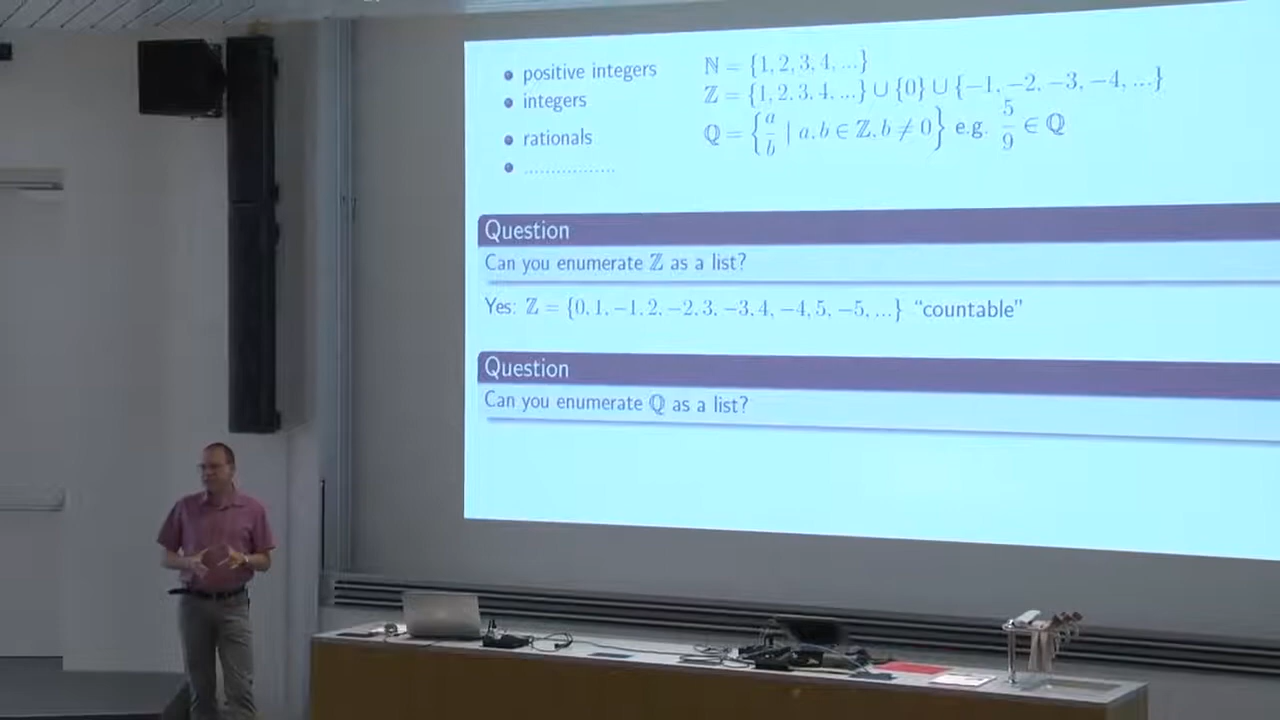 • positive integers ℕ = {1, 2, 3, 4, ...}
• integers ℤ = {1, 2, 3, 4, ...} ∪ {0} ∪ {−1, −2, −3, −4, ...}
• rationals ℚ = {a/b | a, b ∈ ℤ, b ≠ 0} e.g. 5/9 ∈ ℚ
• .................
Question
Can you enumerate ℤ as a list?
Yes: ℤ = {0, 1, −1, 2, −2, 3, −3, 4, −4, 5, −5, ...} “countable”
Question
Can you enumerate ℚ as a list?